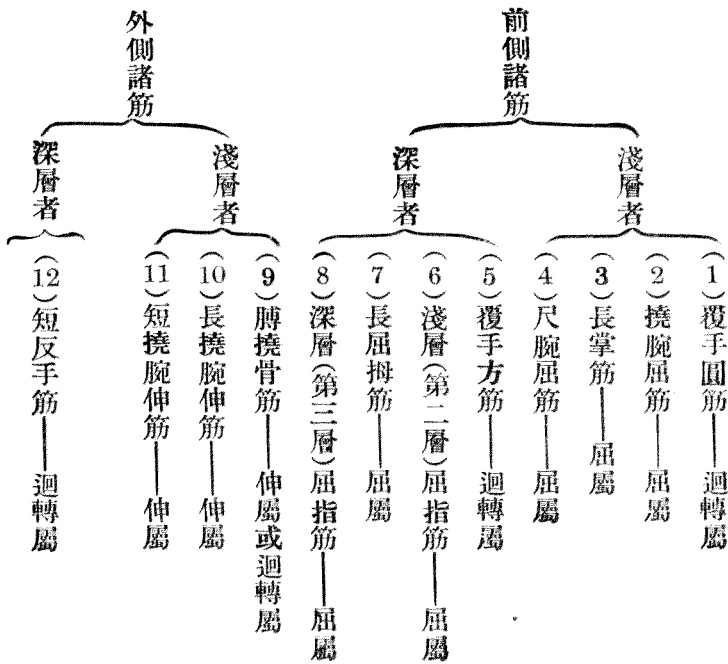 前側諸筋
淺層者
(1)覆手圓筋——迴轉屬
(2)撓腕屈筋——屈屬
(3)長掌筋——屈屬
(4)尺腕屈筋——屈屬
深層者
(5)覆手方筋——迴轉屬
(6)淺層(第二層)屈指筋——屈屬
(7)長屈拇筋——屈屬
(8)深層(第三層)屈指筋——屈屬
外側諸筋
淺層者
(9)膊撓骨筋——伸屬或迴轉屬
(10)長撓腕伸筋——伸屬
(11)短撓腕伸筋——伸屬
深層者
(12)短反手筋——迴轉屬